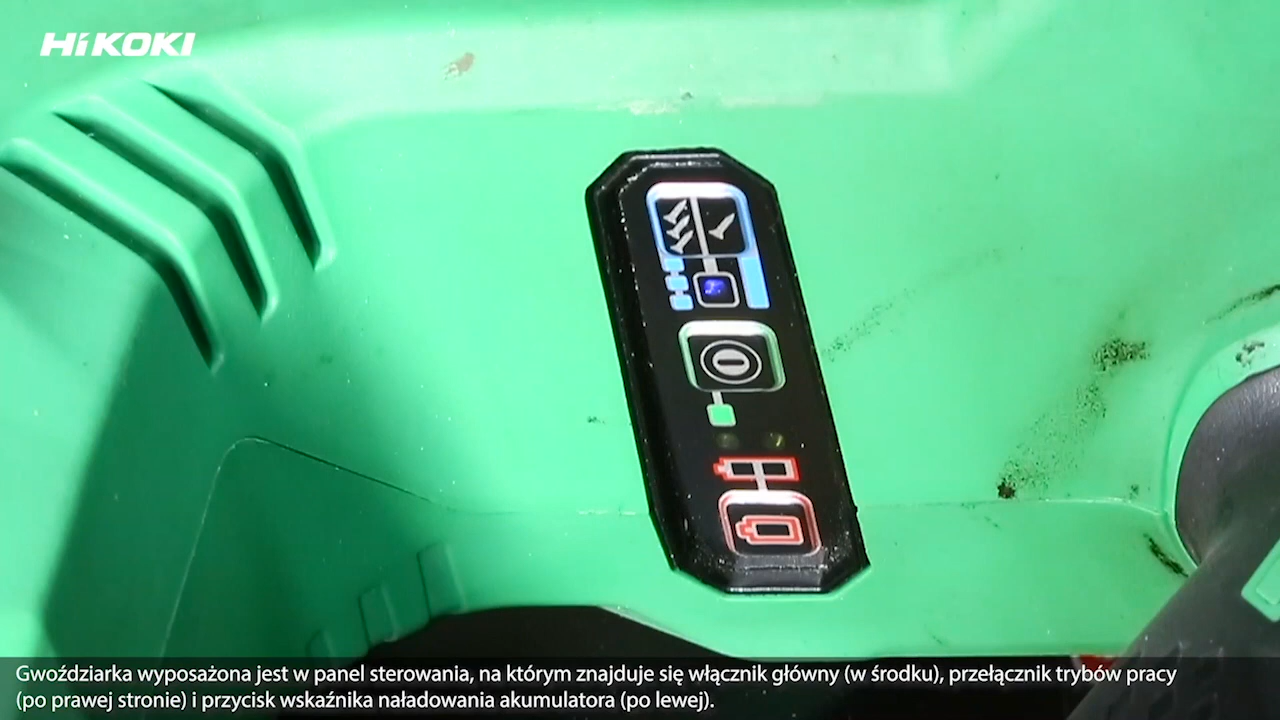 HiKOKI
Gwoździarka wyposażona jest w panel sterowania, na którym znajduje się włącznik główny (w środku), przełącznik trybów pracy
(po prawej stronie) i przycisk wskaźnika naładowania akumulatora (po lewej).